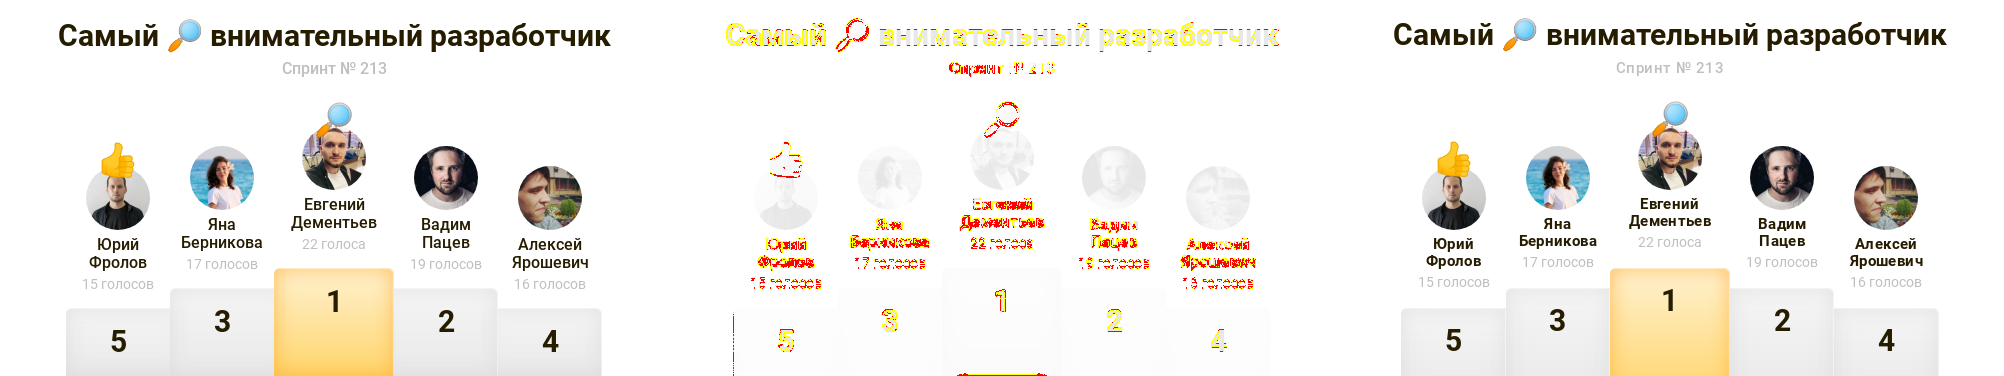 Самый 🔎 внимательный разработчик
Спринт № 213
Евгений
Дементьев
22 голоса
Яна
Берникова
17 голосов
Вадим
Пацев
19 голосов
Юрий
Фролов
15 голосов
Алексей
Ярошевич
16 голосов
5
3
1
2
4
Самый 🔎 внимательный разработчик
Спринт № 213
Евгений
Дементьев
22 голоса
Яна
Берникова
17 голосов
Вадим
Пацев
19 голосов
Юрий
Фролов
15 голосов
Алексей
Ярошевич
16 голосов
5
3
1
2
4
Самый 🔎 внимательный разработчик
Спринт № 213
Евгений
Дементьев
22 голоса
Яна
Берникова
17 голосов
Вадим
Пацев
19 голосов
Юрий
Фролов
15 голосов
Алексей
Ярошевич
16 голосов
5
3
1
2
4